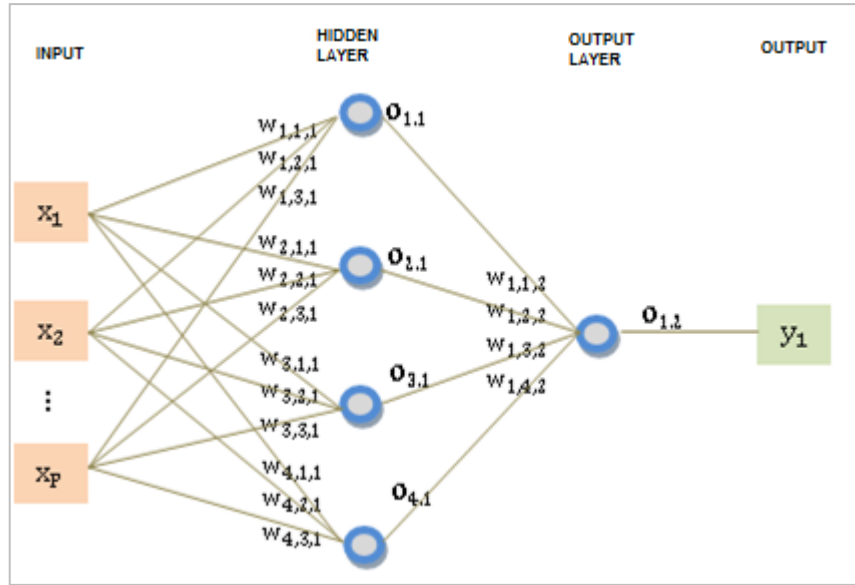 INPUT
HIDDEN
LAYER
OUTPUT
LAYER
OUTPUT
o1.1
w1,1,1
w1,2,1
w1,3,1
x1
w2,1,1
o2.1
w2,2,1
w2,3,1
w1,1,2
w1,2,2
w1,3,2
w1,4,2
o1.2
y1
x2
⋮
w3,1,1
w3,2,1
w3,3,1
o3.1
xP
w4,1,1
w4,2,1
w4,3,1
o4.1